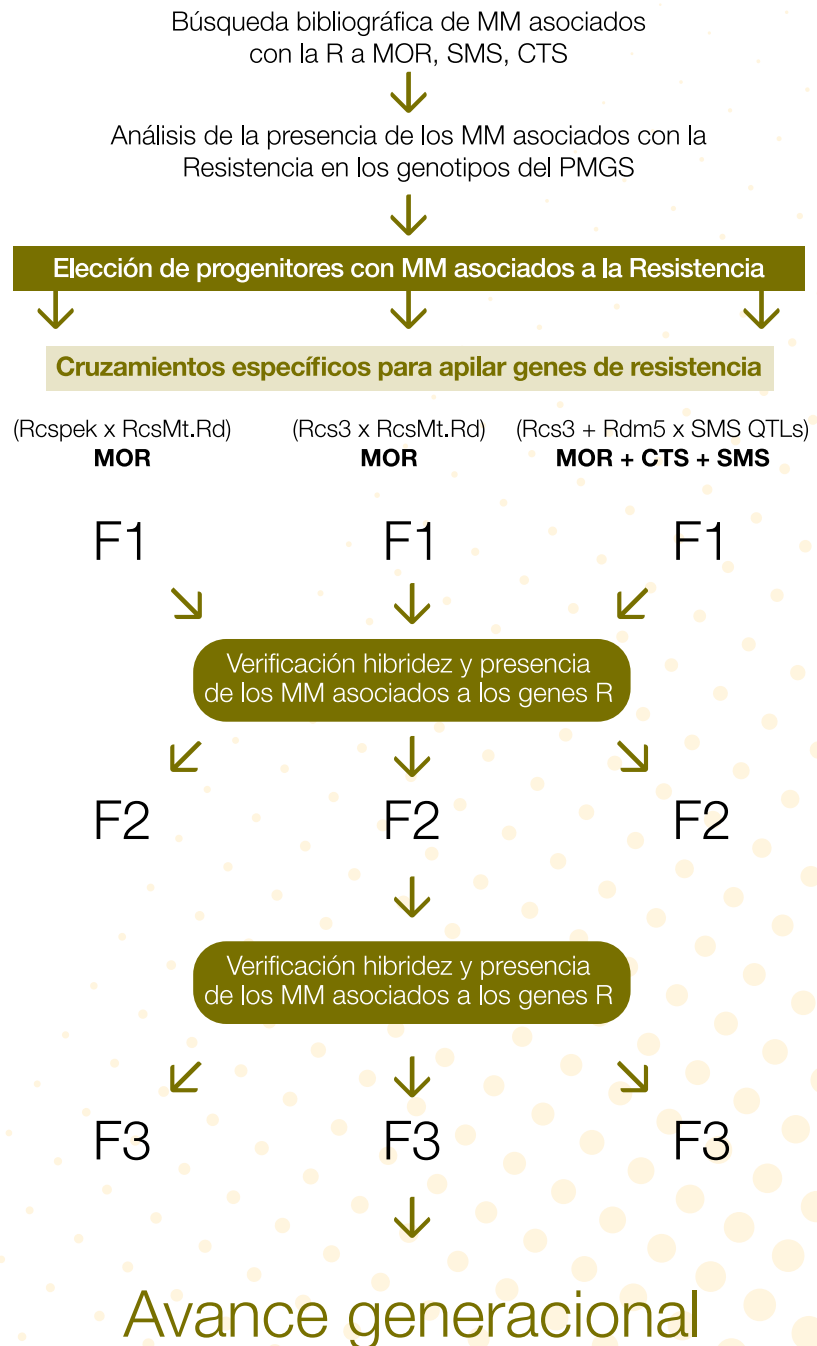 Búsqueda bibliográfica de MM asociados
con la R a MOR, SMS, CTS
Análisis de la presencia de los MM asociados con la
Resistencia en los genotipos del PMGS
Elección de progenitores con MM asociados a la Resistencia
Cruzamientos específicos para apilar genes de resistencia
(Rcspek x RcsMt.Rd) (Rcs3 x RcsMt.Rd) (Rcs3 + Rdm5 x SMS QTLs)
MOR MOR MOR + CTS + SMS
F1 F1 F1
Verificación hibridez y presencia
de los MM asociados a los genes R
F2 F2 F2
Verificación hibridez y presencia
de los MM asociados a los genes R
F3 F3 F3
Avance generacional